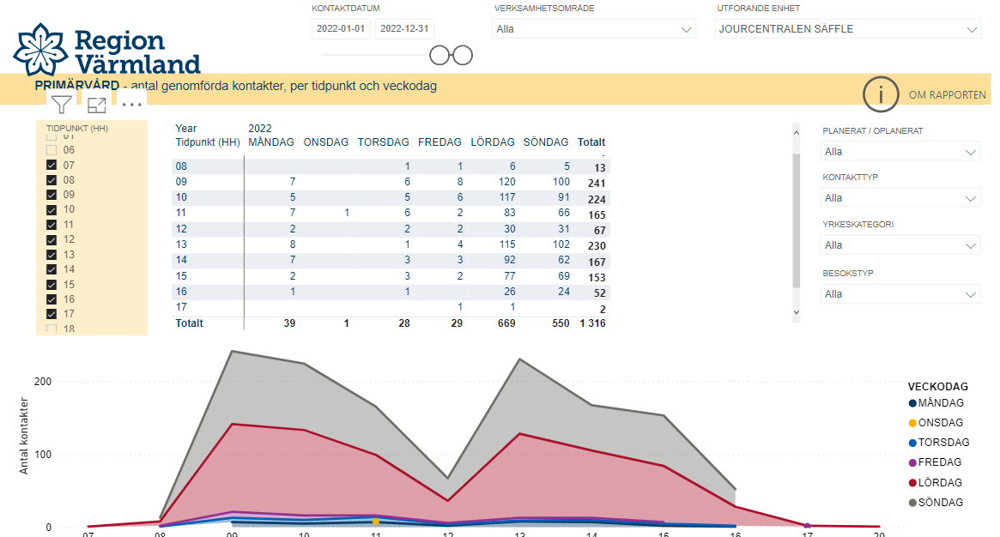 KONTAKTDATUM
VERKSAMHETSOMRÅDE
UTFÖRANDE ENHET
2022-01-01
2022-12-31
Alla
JOURCENTRALEN SÄFFLE
Region
Värmland
PRIMÄRVÅRD - antal genomförda kontakter, per tidpunkt och veckodag
i
OM RAPPORTEN
TIDPUNKT (HH)
06
07
08
09
10
11
12
13
14
15
16
17
18
Year 2022
Tidpunkt (HH) MÅNDAG ONSDAG TORSDAG FREDAG LÖRDAG SÖNDAG Totalt
08 1 1 6 5 13
09 7 6 8 120 100 241
10 5 5 6 117 91 224
11 7 1 6 2 83 66 165
12 2 2 2 30 31 67
13 8 1 4 115 102 230
14 7 3 3 92 62 167
15 2 3 2 77 69 153
16 1 1 26 24 52
17 1 1 2
Totalt 39 1 28 29 669 550 1 316
PLANERAT / OPLANERAT
Alla
KONTAKTTYP
Alla
YRKESKATEGORI
Alla
BESÖKSTYP
Alla
Antal kontakter
200
100
0
07 08 09 10 11 12 13 14 15 16 17 20
VECKODAG
MÅNDAG
ONSDAG
TORSDAG
FREDAG
LÖRDAG
SÖNDAG